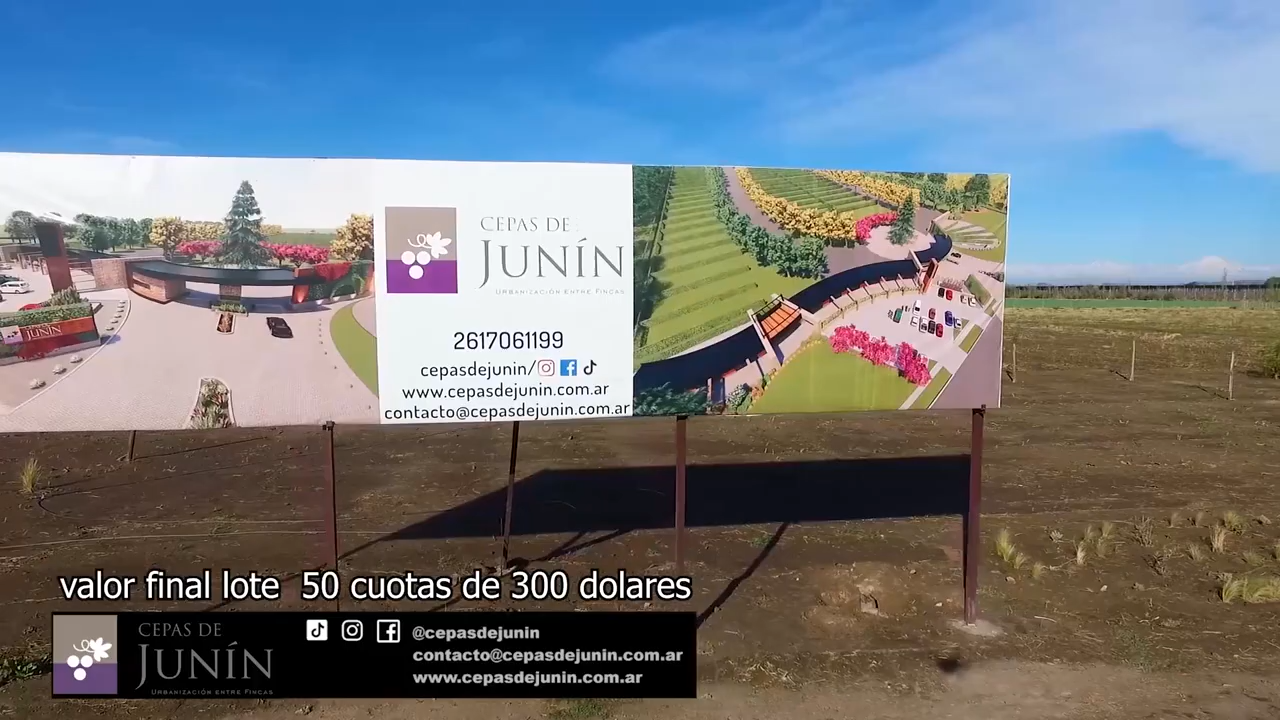 CEPAS DE
JUNÍN
URBANIZACIÓN ENTRE FINCAS
2617061199
cepasdejunin/
www.cepasdejunin.com.ar
contacto@cepasdejunin.com.ar
JUNÍN
valor final lote 50 cuotas de 300 dolares
CEPAS DE
JUNÍN
URBANIZACIÓN ENTRE FINCAS
@cepasdejunin
contacto@cepasdejunin.com.ar
www.cepasdejunin.com.ar